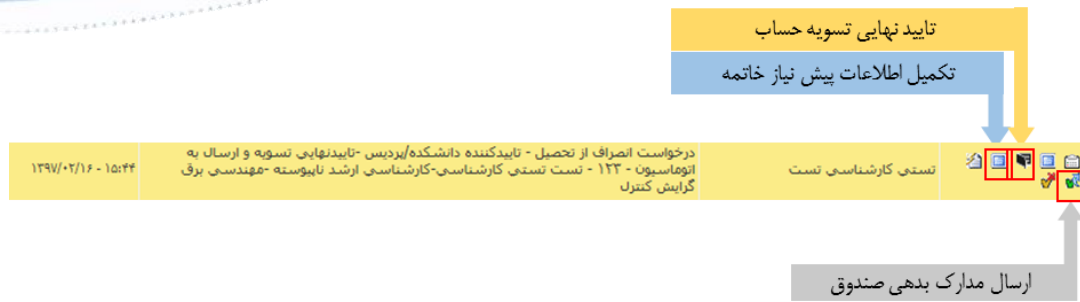 تایید نهایی تسویه حساب
تکمیل اطلاعات پیش نیاز خاتمه
تستی کارشناسی تست
درخواست انصراف از تحصیل - تاییدکننده دانشکده/پردیس -تاییدنهایی تسویه و ارسال به
اتوماسیون - ۱۲۳ - تست تستی کارشناسی-کارشناسی ارشد ناپیوسته -مهندسی برق
گرایش کنترل
۱۳۹۷/۰۲/۱۶ - ۱۵:۴۴
ارسال مدارک بدهی صندوق